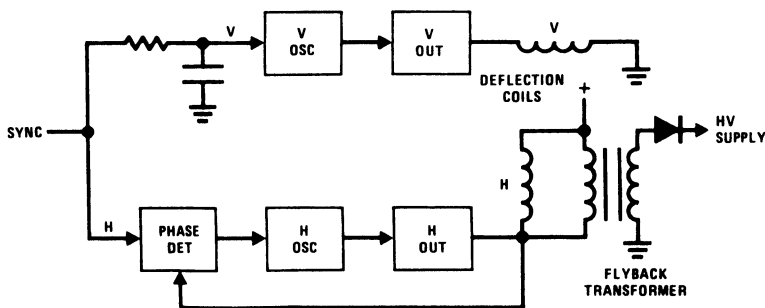 V
V
OSC
V
OUT
V
DEFLECTION
COILS
+
SYNC
HV
SUPPLY
H
H
PHASE
DET
H
OSC
H
OUT
FLYBACK
TRANSFORMER